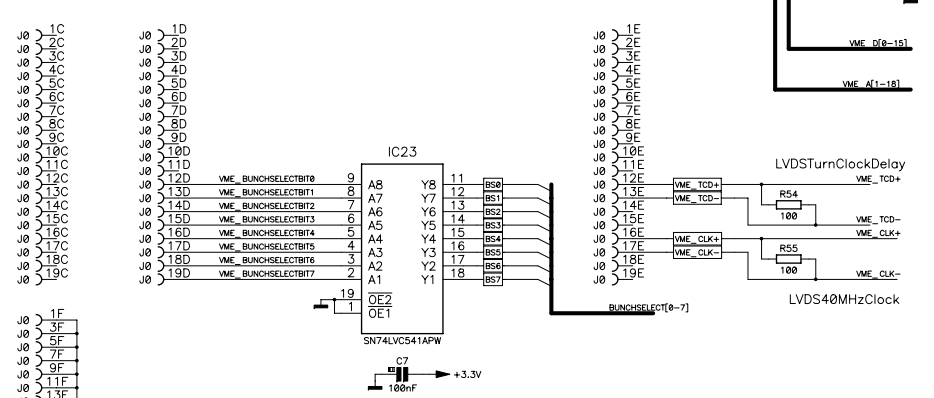 J0 1C J0 1D J0 1E
J0 2C J0 2D J0 2E
J0 3C J0 3D J0 3E VME_D[0-15]
J0 4C J0 4D J0 4E
J0 5C J0 5D J0 5E
J0 6C J0 6D J0 6E VME_A[1-18]
J0 7C J0 7D J0 7E
J0 8C J0 8D J0 8E
J0 9C J0 9D J0 9E
J0 10C J0 10D IC23 J0 10E
J0 11C J0 11D J0 11E LVDSTurnClockDelay
J0 12C J0 12D VME_BUNCHSELECTBIT0 9 A8 Y8 11 BS0 J0 12E VME_TCD+ VME_TCD+
J0 13C J0 13D VME_BUNCHSELECTBIT1 8 A7 Y7 12 BS1 J0 13E VME_TCD- R54
J0 14C J0 14D VME_BUNCHSELECTBIT2 7 A6 Y6 13 BS2 J0 14E 100
J0 15C J0 15D VME_BUNCHSELECTBIT3 6 A5 Y5 14 BS3 J0 15E VME_TCD-
J0 16C J0 16D VME_BUNCHSELECTBIT4 5 A4 Y4 15 BS4 J0 16E VME_CLK+ VME_CLK+
J0 17C J0 17D VME_BUNCHSELECTBIT5 4 A3 Y3 16 BS5 J0 17E VME_CLK- R55
J0 18C J0 18D VME_BUNCHSELECTBIT6 3 A2 Y2 17 BS6 J0 18E 100
J0 19C J0 19D VME_BUNCHSELECTBIT7 2 A1 Y1 18 BS7 J0 19E VME_CLK-
19 OE2
LVDS40MHzClock
1 OE1
BUNCHSELECT[0-7]
J0 1F
J0 3F
SN74LVC541APW
J0 5F
J0 7F C7
J0 9F +3.3V
J0 11F 100nF
J0 13F